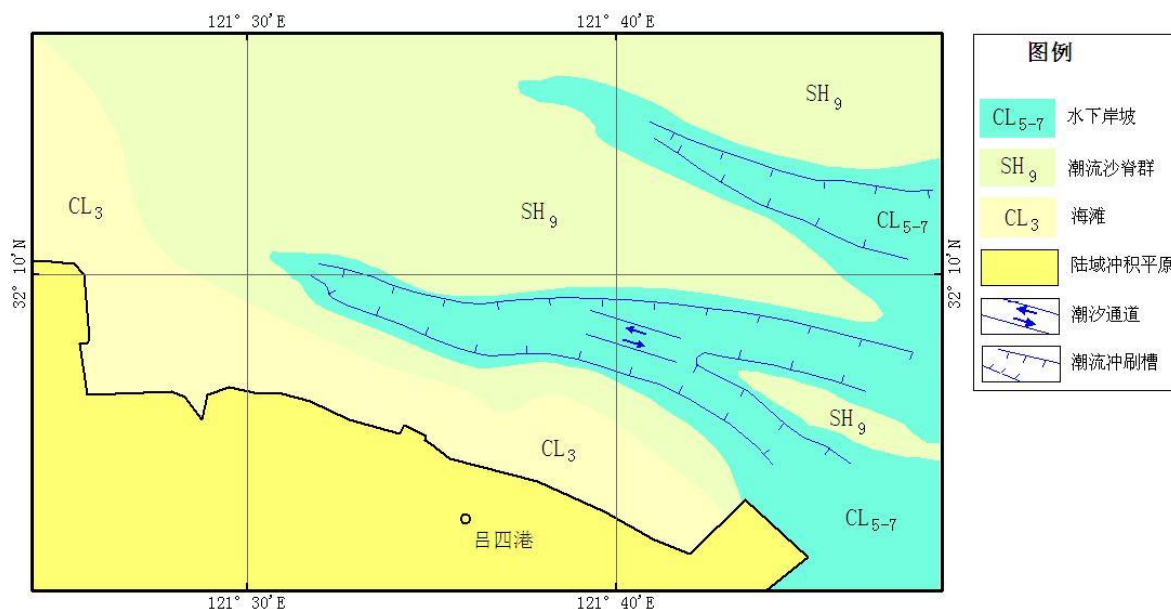 121° 30′E
121° 40′E
SH₉
SH₉
CL₃
CL₅₋₇
32° 10′N
32° 10′N
SH₉
CL₃
CL₅₋₇
吕四港
121° 30′E
121° 40′E
图例
CL₅₋₇ 水下岸坡
SH₉ 潮流沙脊群
CL₃ 海滩
陆域冲积平原
潮汐通道
潮流冲刷槽